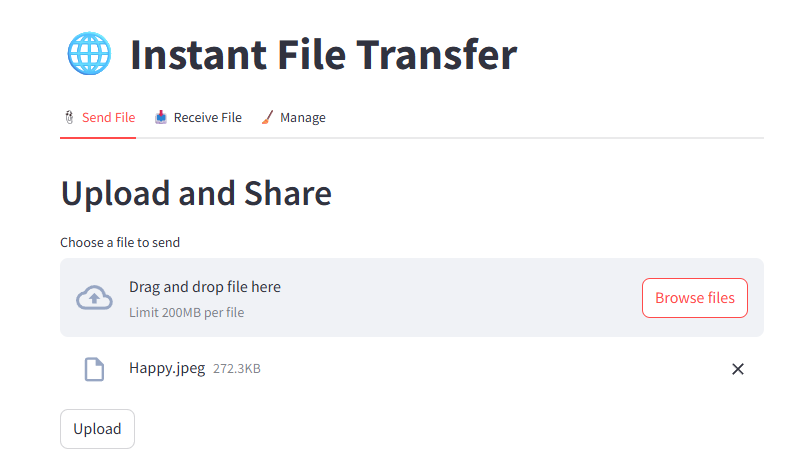 Instant File Transfer
Send File Receive File Manage
Upload and Share
Choose a file to send
Drag and drop file here
Limit 200MB per file
Browse files
Happy.jpeg 272.3KB
Upload